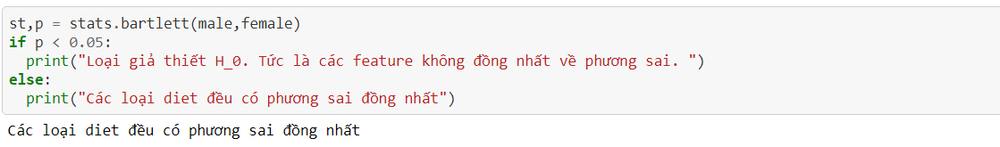 st,p = stats.bartlett(male,female)
if p < 0.05:
  print("Loại giả thiết H_0. Tức là các feature không đồng nhất về phương sai. ")
else:
  print("Các loại diet đều có phương sai đồng nhất")
Các loại diet đều có phương sai đồng nhất